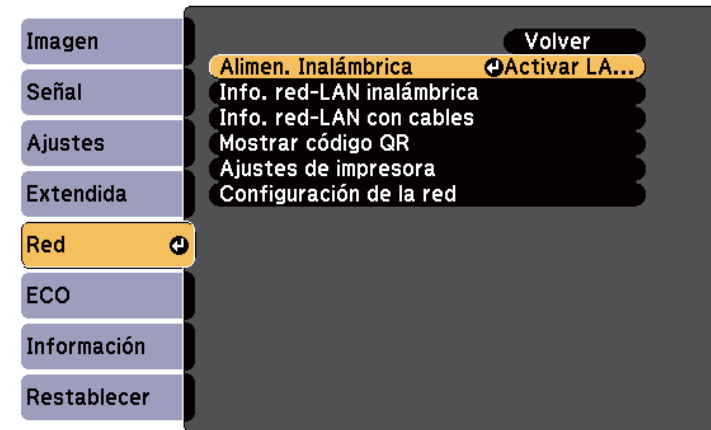 Imagen
Señal
Ajustes
Extendida
Red
ECO
Información
Restablecer
Volver
Alimen. Inalámbrica Activar LA...
Info. red-LAN inalámbrica
Info. red-LAN con cables
Mostrar código QR
Ajustes de impresora
Configuración de la red